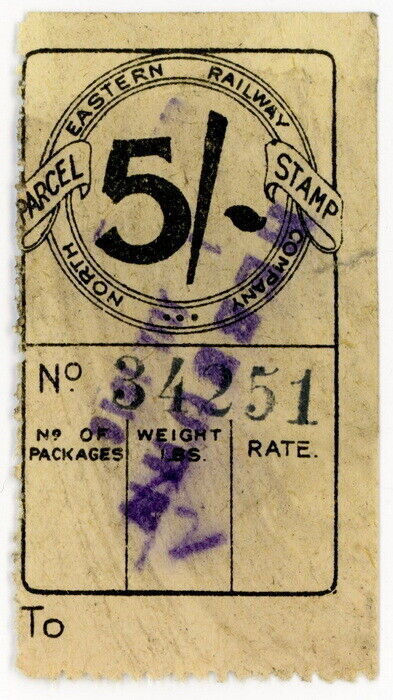 NORTH EASTERN RAILWAY COMPANY
PARCEL STAMP
5/-
Nº 34251
Nº OF PACKAGES
WEIGHT LBS.
RATE.
To